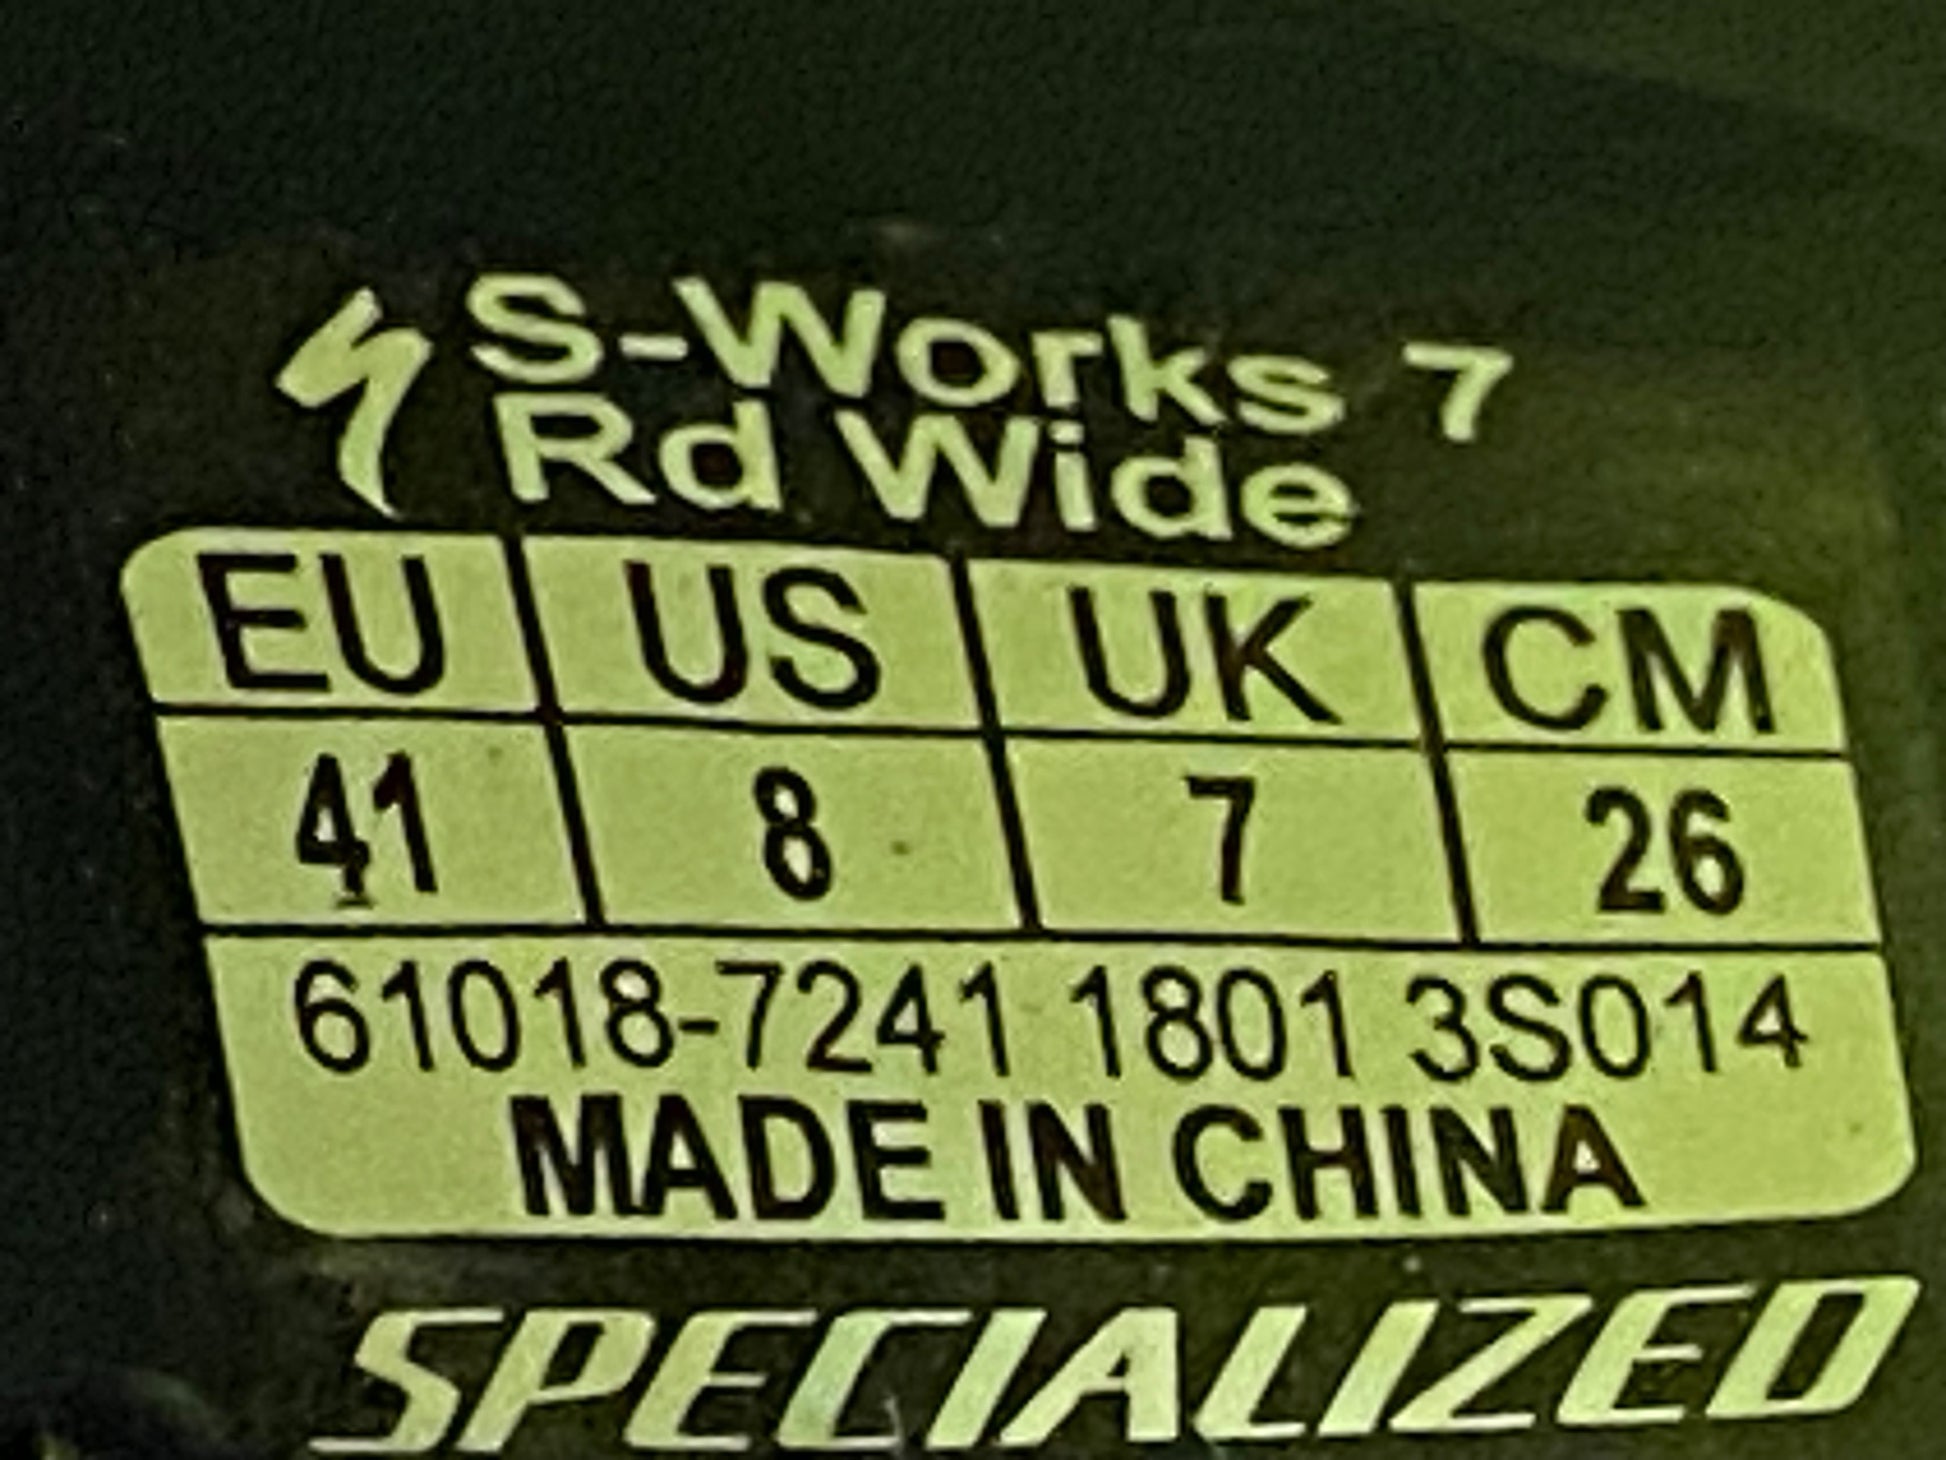 S-Works 7
Rd Wide
EU US UK CM
41 8 7 26
61018-7241 1801 3S014
MADE IN CHINA
SPECIALIZED